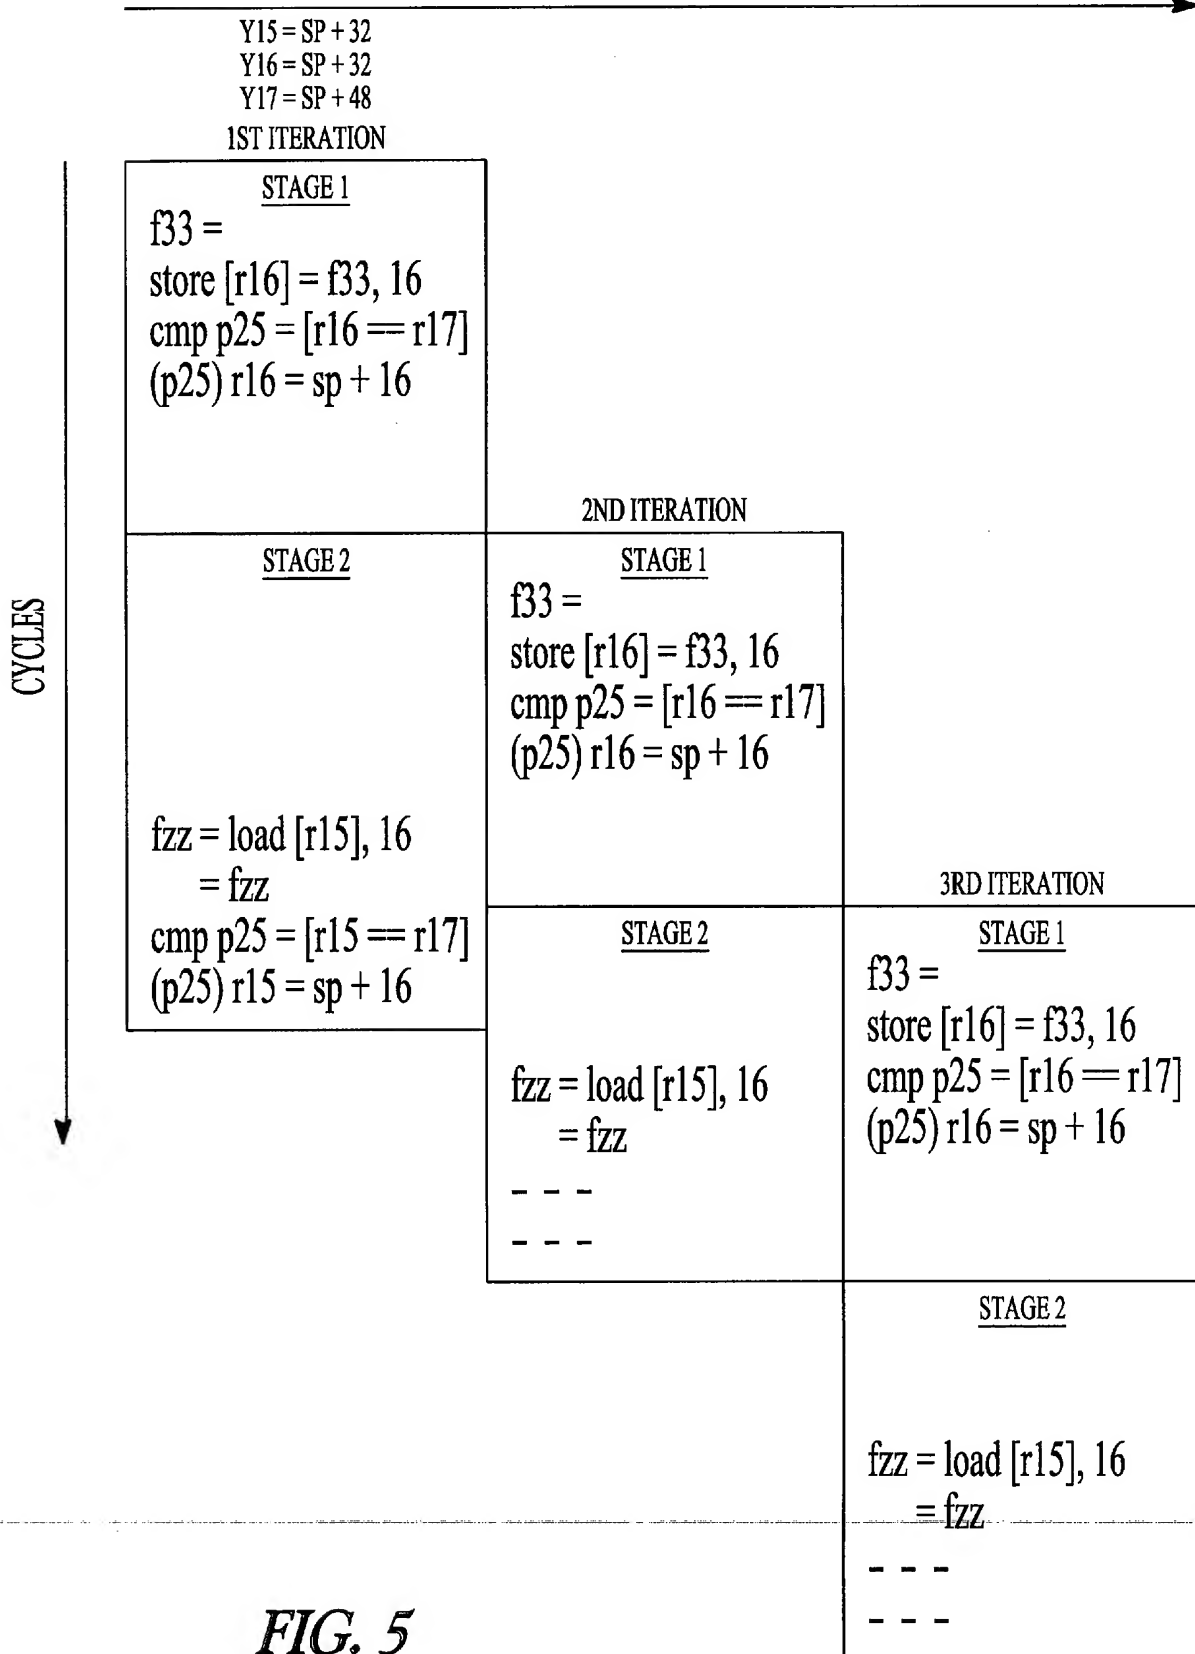 Y15 = SP + 32
Y16 = SP + 32
Y17 = SP + 48
1ST ITERATION
STAGE 1
f33 =
store [r16] = f33, 16
cmp p25 = [r16 == r17]
(p25) r16 = sp + 16
CYCLES
STAGE 2
fzz = load [r15], 16
= fzz
cmp p25 = [r15 == r17]
(p25) r15 = sp + 16
2ND ITERATION
STAGE 1
f33 =
store [r16] = f33, 16
cmp p25 = [r16 == r17]
(p25) r16 = sp + 16
STAGE 2
fzz = load [r15], 16
= fzz
- - -
- - -
3RD ITERATION
STAGE 1
f33 =
store [r16] = f33, 16
cmp p25 = [r16 == r17]
(p25) r16 = sp + 16
STAGE 2
fzz = load [r15], 16
= fzz
- - -
- - -
FIG. 5